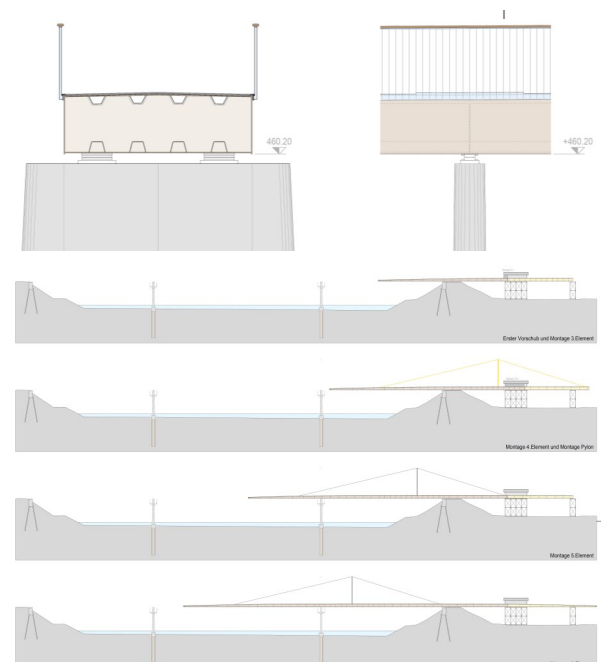 460.20
+460.20
Erster Vorschub und Montage 3.Element
Montage 4.Element und Montage Pylon
Montage 5.Element